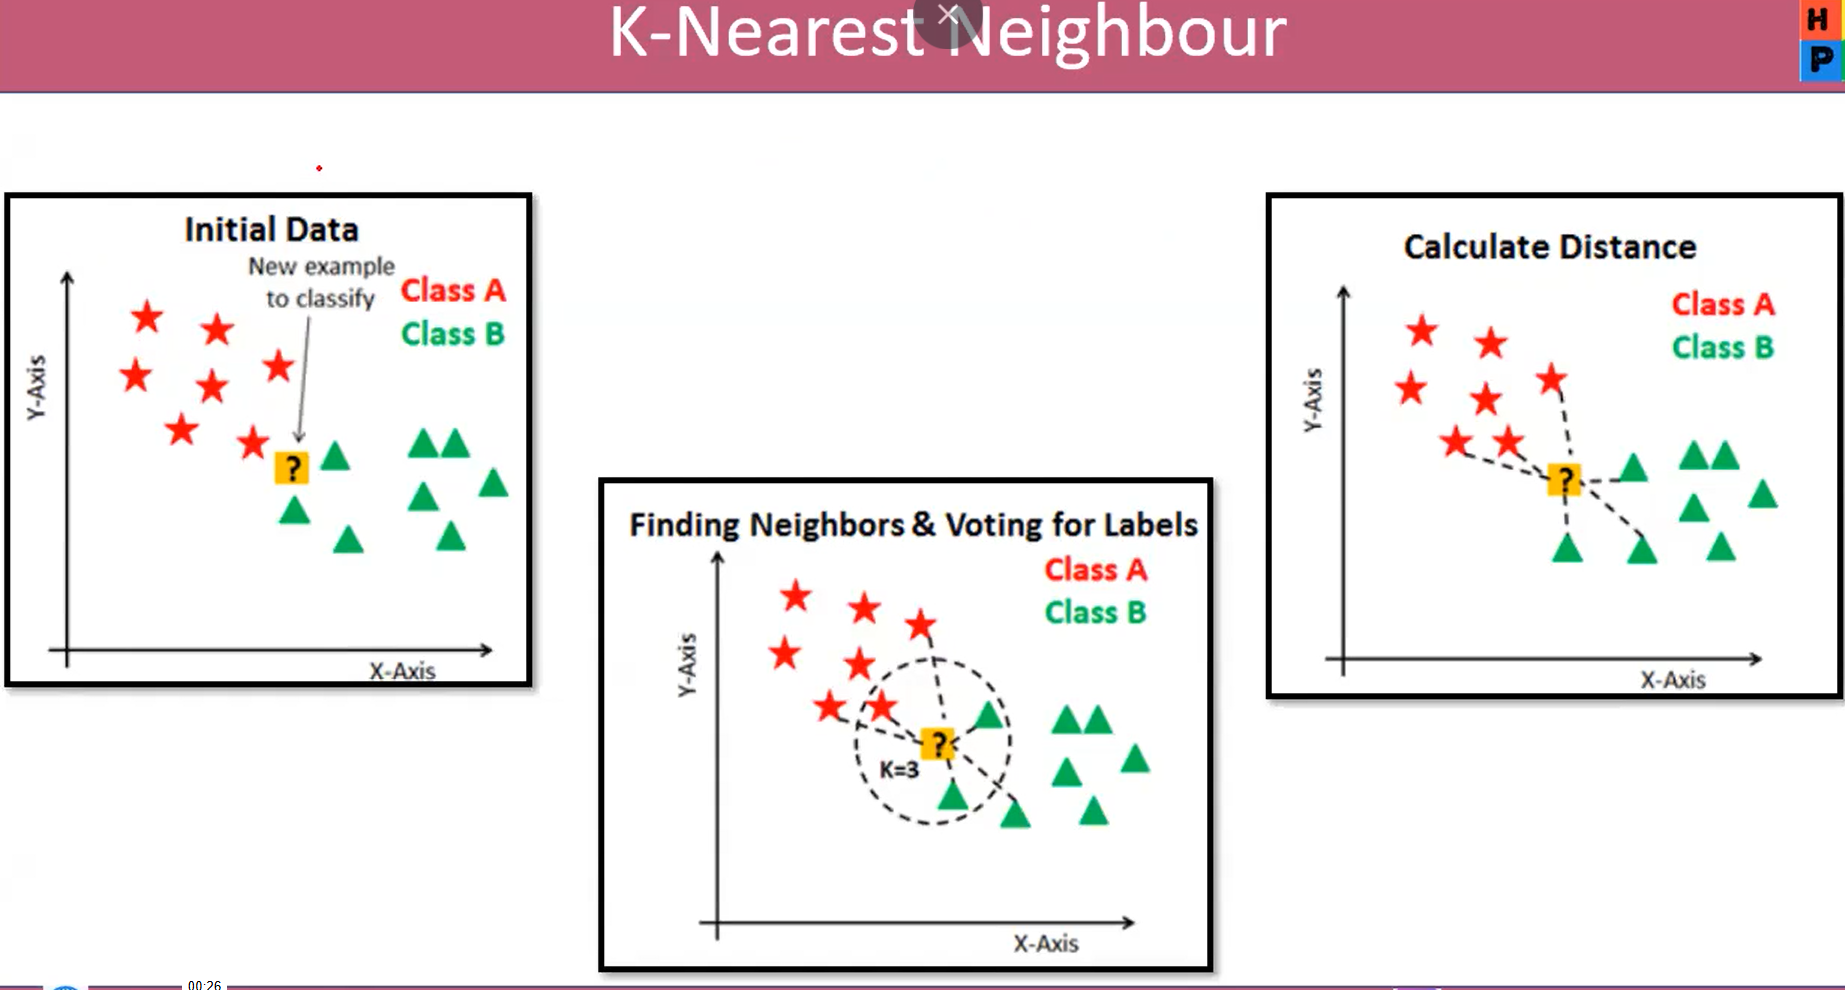 K-Nearest Neighbour
H
P
Initial Data
New example
to classify
Class A
Class B
Y-Axis
?
X-Axis
Finding Neighbors & Voting for Labels
Class A
Class B
Y-Axis
?
K=3
X-Axis
Calculate Distance
Class A
Class B
Y-Axis
?
X-Axis
00:26